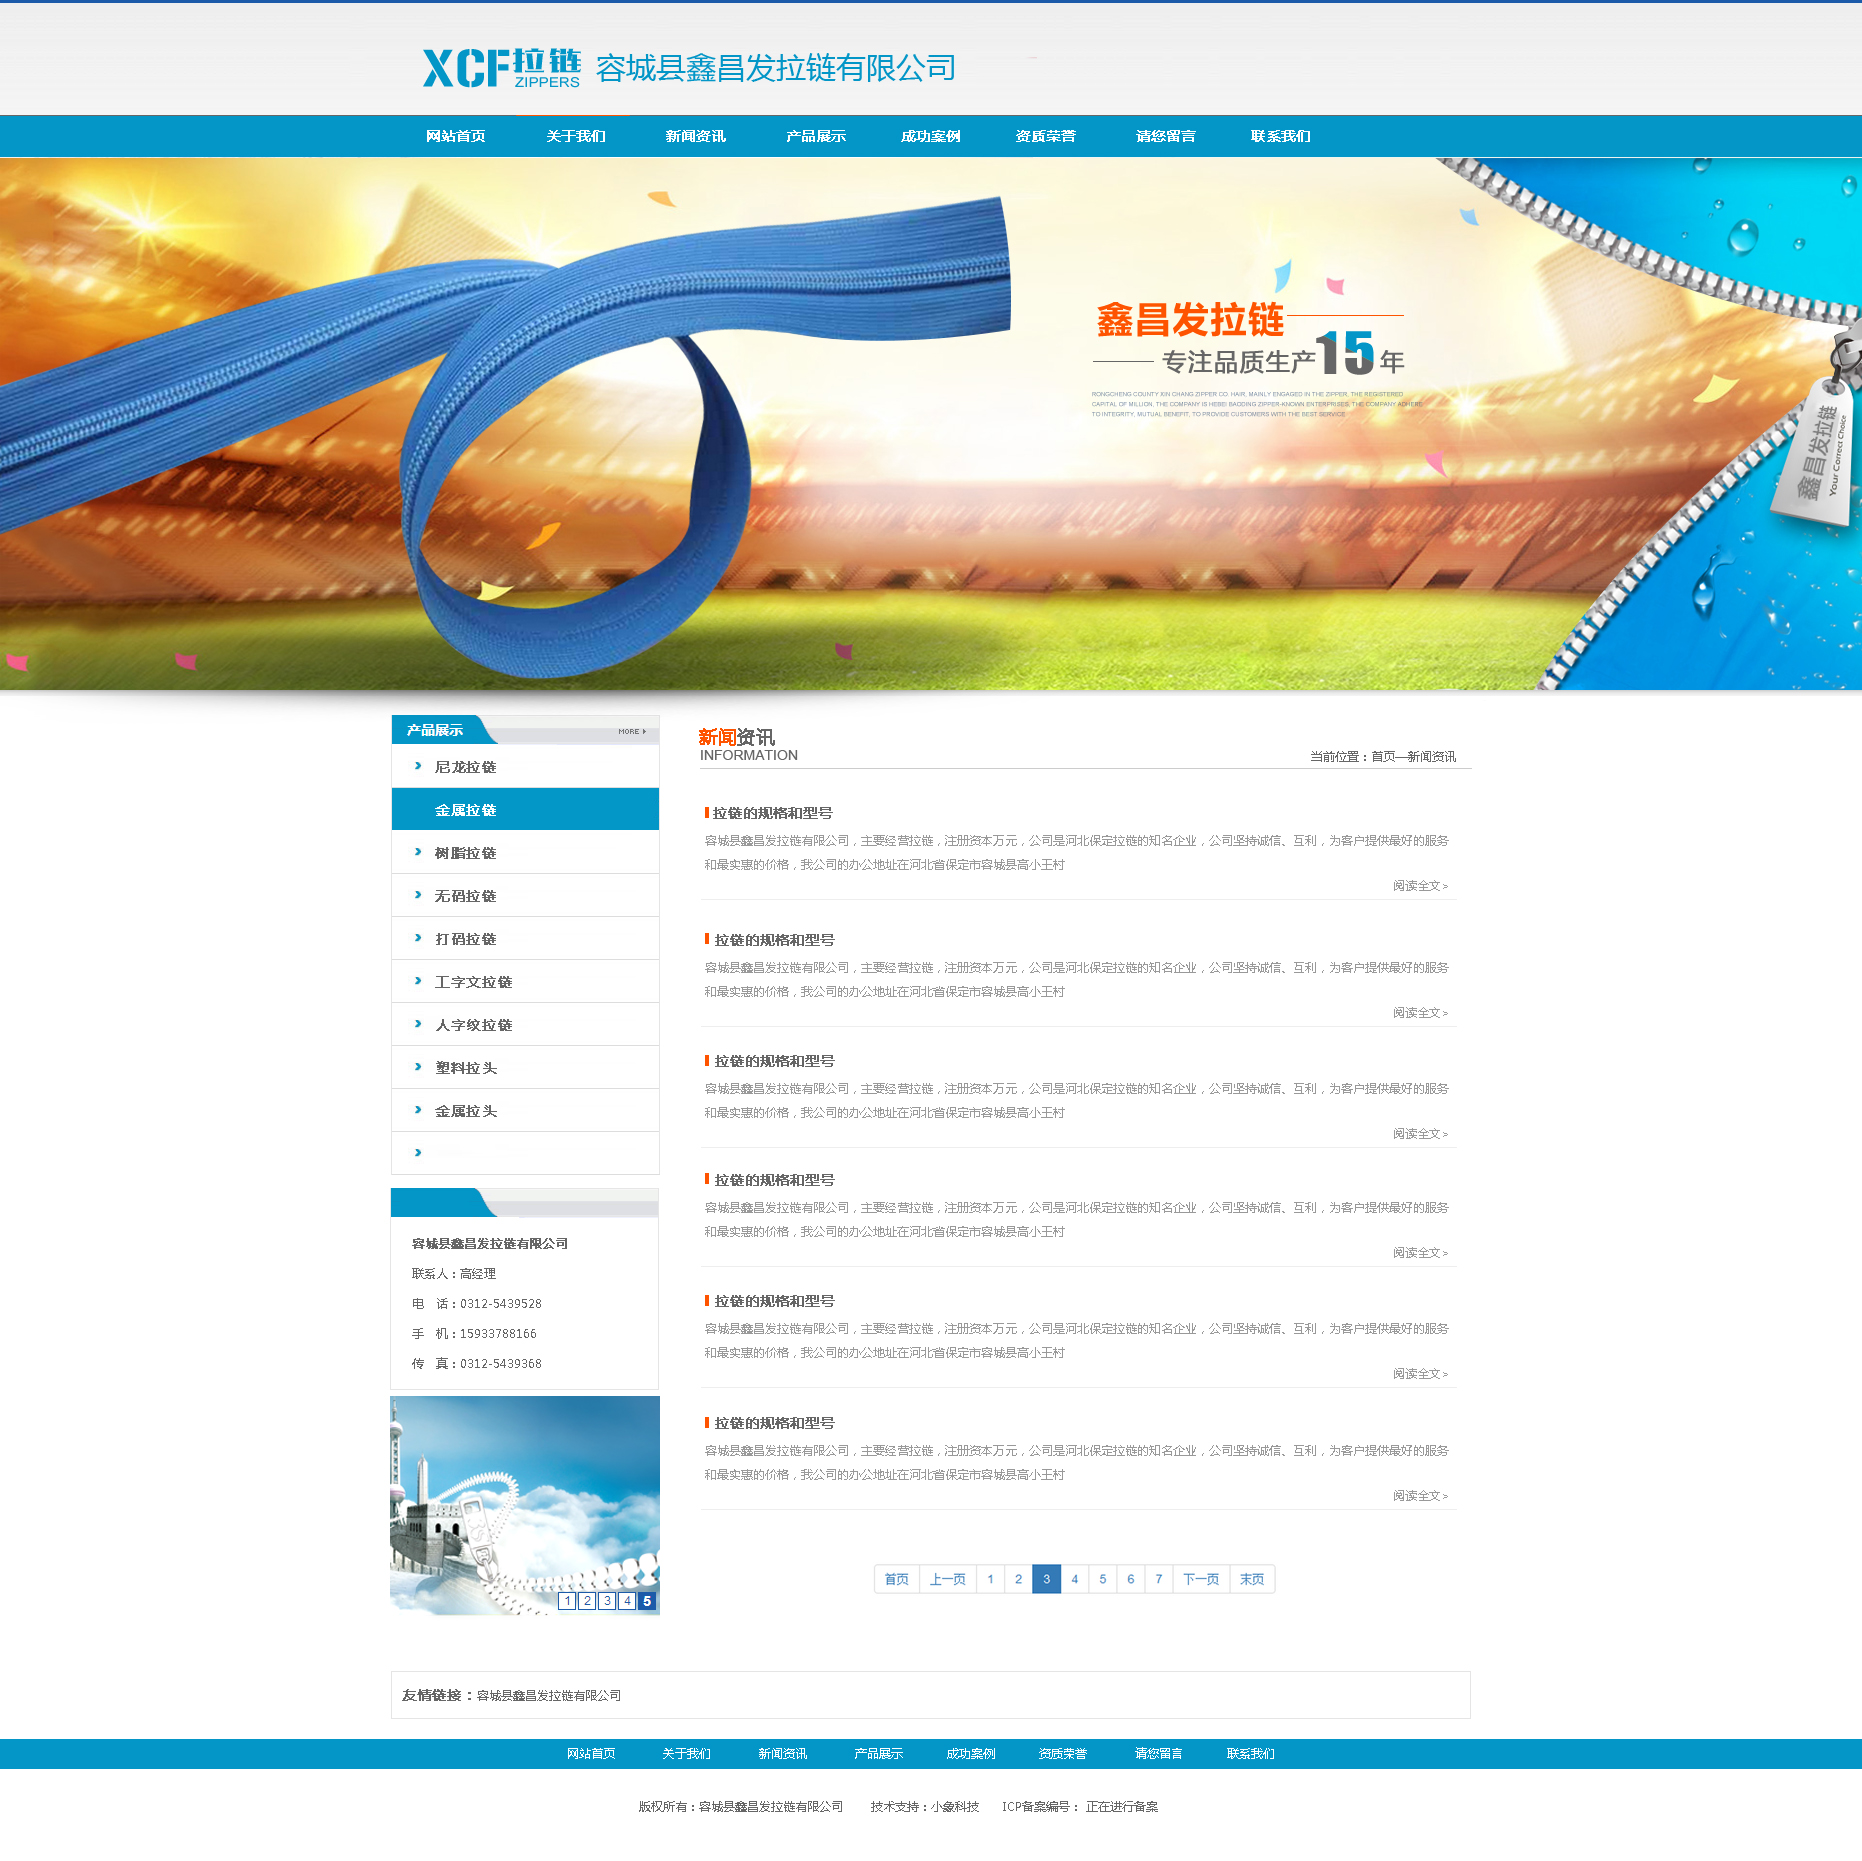 XCF拉链
ZIPPERS
容城县鑫昌发拉链有限公司
网站首页 关于我们 新闻资讯 产品展示 成功案例 资质荣誉 请您留言 联系我们
鑫昌发拉链
专注品质生产15年
RONGCHENG COUNTY XIN CHANG ZIPPER CO. HAIR, MAINLY ENGAGED IN THE ZIPPER, THE REGISTERED
CAPITAL OF MILLION, THE COMPANY IS HEBEI BAODING ZIPPER-KNOWN ENTERPRISES, THE COMPANY ADHERE
TO INTEGRITY, MUTUAL BENEFIT, TO PROVIDE CUSTOMERS WITH THE BEST SERVICE
鑫昌发拉链
Your Correct Choice
产品展示
MORE
尼龙拉链
金属拉链
树脂拉链
无码拉链
打码拉链
工字文拉链
人字纹拉链
塑料拉头
金属拉头
容城县鑫昌发拉链有限公司
联系人：高经理
电 话：0312-5439528
手 机：15933788166
传 真：0312-5439368
1 2 3 4 5
新闻资讯
INFORMATION
当前位置：首页—新闻资讯
拉链的规格和型号
容城县鑫昌发拉链有限公司，主要经营拉链，注册资本万元，公司是河北保定拉链的知名企业，公司坚持诚信、互利，为客户提供最好的服务
和最实惠的价格，我公司的办公地址在河北省保定市容城县高小王村
阅读全文>
拉链的规格和型号
容城县鑫昌发拉链有限公司，主要经营拉链，注册资本万元，公司是河北保定拉链的知名企业，公司坚持诚信、互利，为客户提供最好的服务
和最实惠的价格，我公司的办公地址在河北省保定市容城县高小王村
阅读全文>
拉链的规格和型号
容城县鑫昌发拉链有限公司，主要经营拉链，注册资本万元，公司是河北保定拉链的知名企业，公司坚持诚信、互利，为客户提供最好的服务
和最实惠的价格，我公司的办公地址在河北省保定市容城县高小王村
阅读全文>
拉链的规格和型号
容城县鑫昌发拉链有限公司，主要经营拉链，注册资本万元，公司是河北保定拉链的知名企业，公司坚持诚信、互利，为客户提供最好的服务
和最实惠的价格，我公司的办公地址在河北省保定市容城县高小王村
阅读全文>
拉链的规格和型号
容城县鑫昌发拉链有限公司，主要经营拉链，注册资本万元，公司是河北保定拉链的知名企业，公司坚持诚信、互利，为客户提供最好的服务
和最实惠的价格，我公司的办公地址在河北省保定市容城县高小王村
阅读全文>
拉链的规格和型号
容城县鑫昌发拉链有限公司，主要经营拉链，注册资本万元，公司是河北保定拉链的知名企业，公司坚持诚信、互利，为客户提供最好的服务
和最实惠的价格，我公司的办公地址在河北省保定市容城县高小王村
阅读全文>
首页 上一页 1 2 3 4 5 6 7 下一页 末页
友情链接：容城县鑫昌发拉链有限公司
网站首页 关于我们 新闻资讯 产品展示 成功案例 资质荣誉 请您留言 联系我们
版权所有：容城县鑫昌发拉链有限公司 技术支持：小象科技 ICP备案编号： 正在进行备案